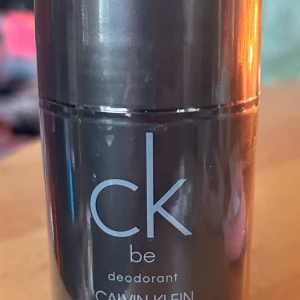 ck
be
deodorant
CALVIN KLEIN